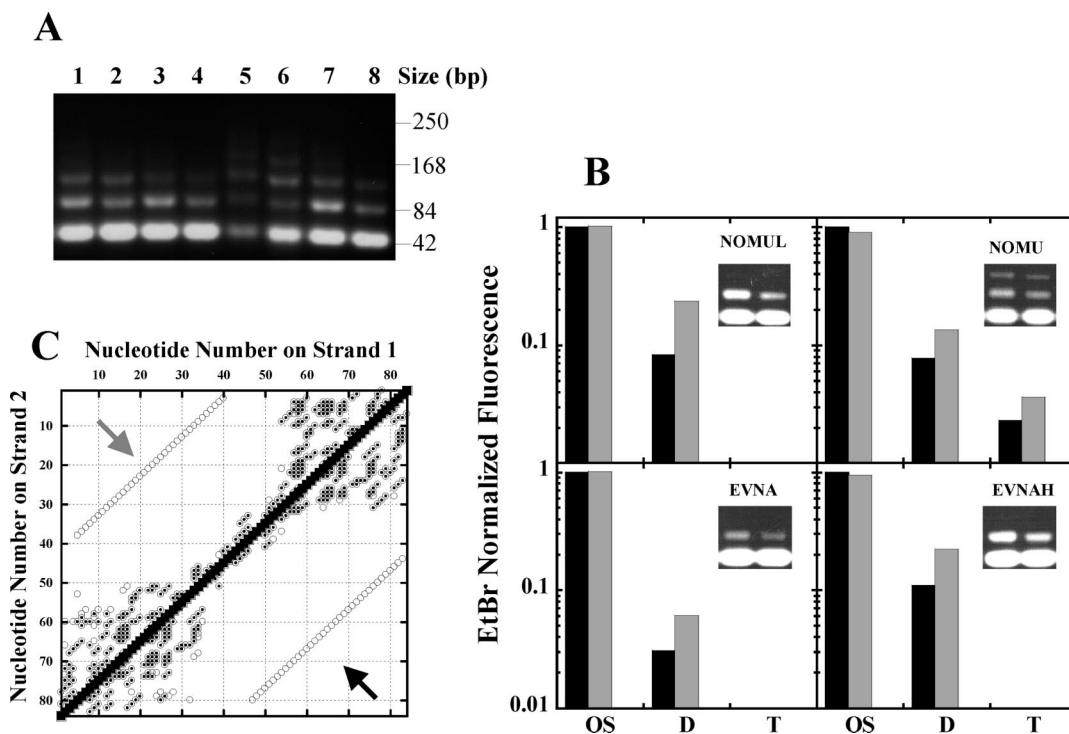 A
1 2 3 4 5 6 7 8 Size (bp)
250
168
84
42
B
EtBr Normalized Fluorescence
1
0.1
1
0.1
0.01
NOMUL
NOMU
EVNA
EVNAH
OS D T OS D T
C
Nucleotide Number on Strand 1
10 20 30 40 50 60 70 80
Nucleotide Number on Strand 2
10
20
30
40
50
60
70
80